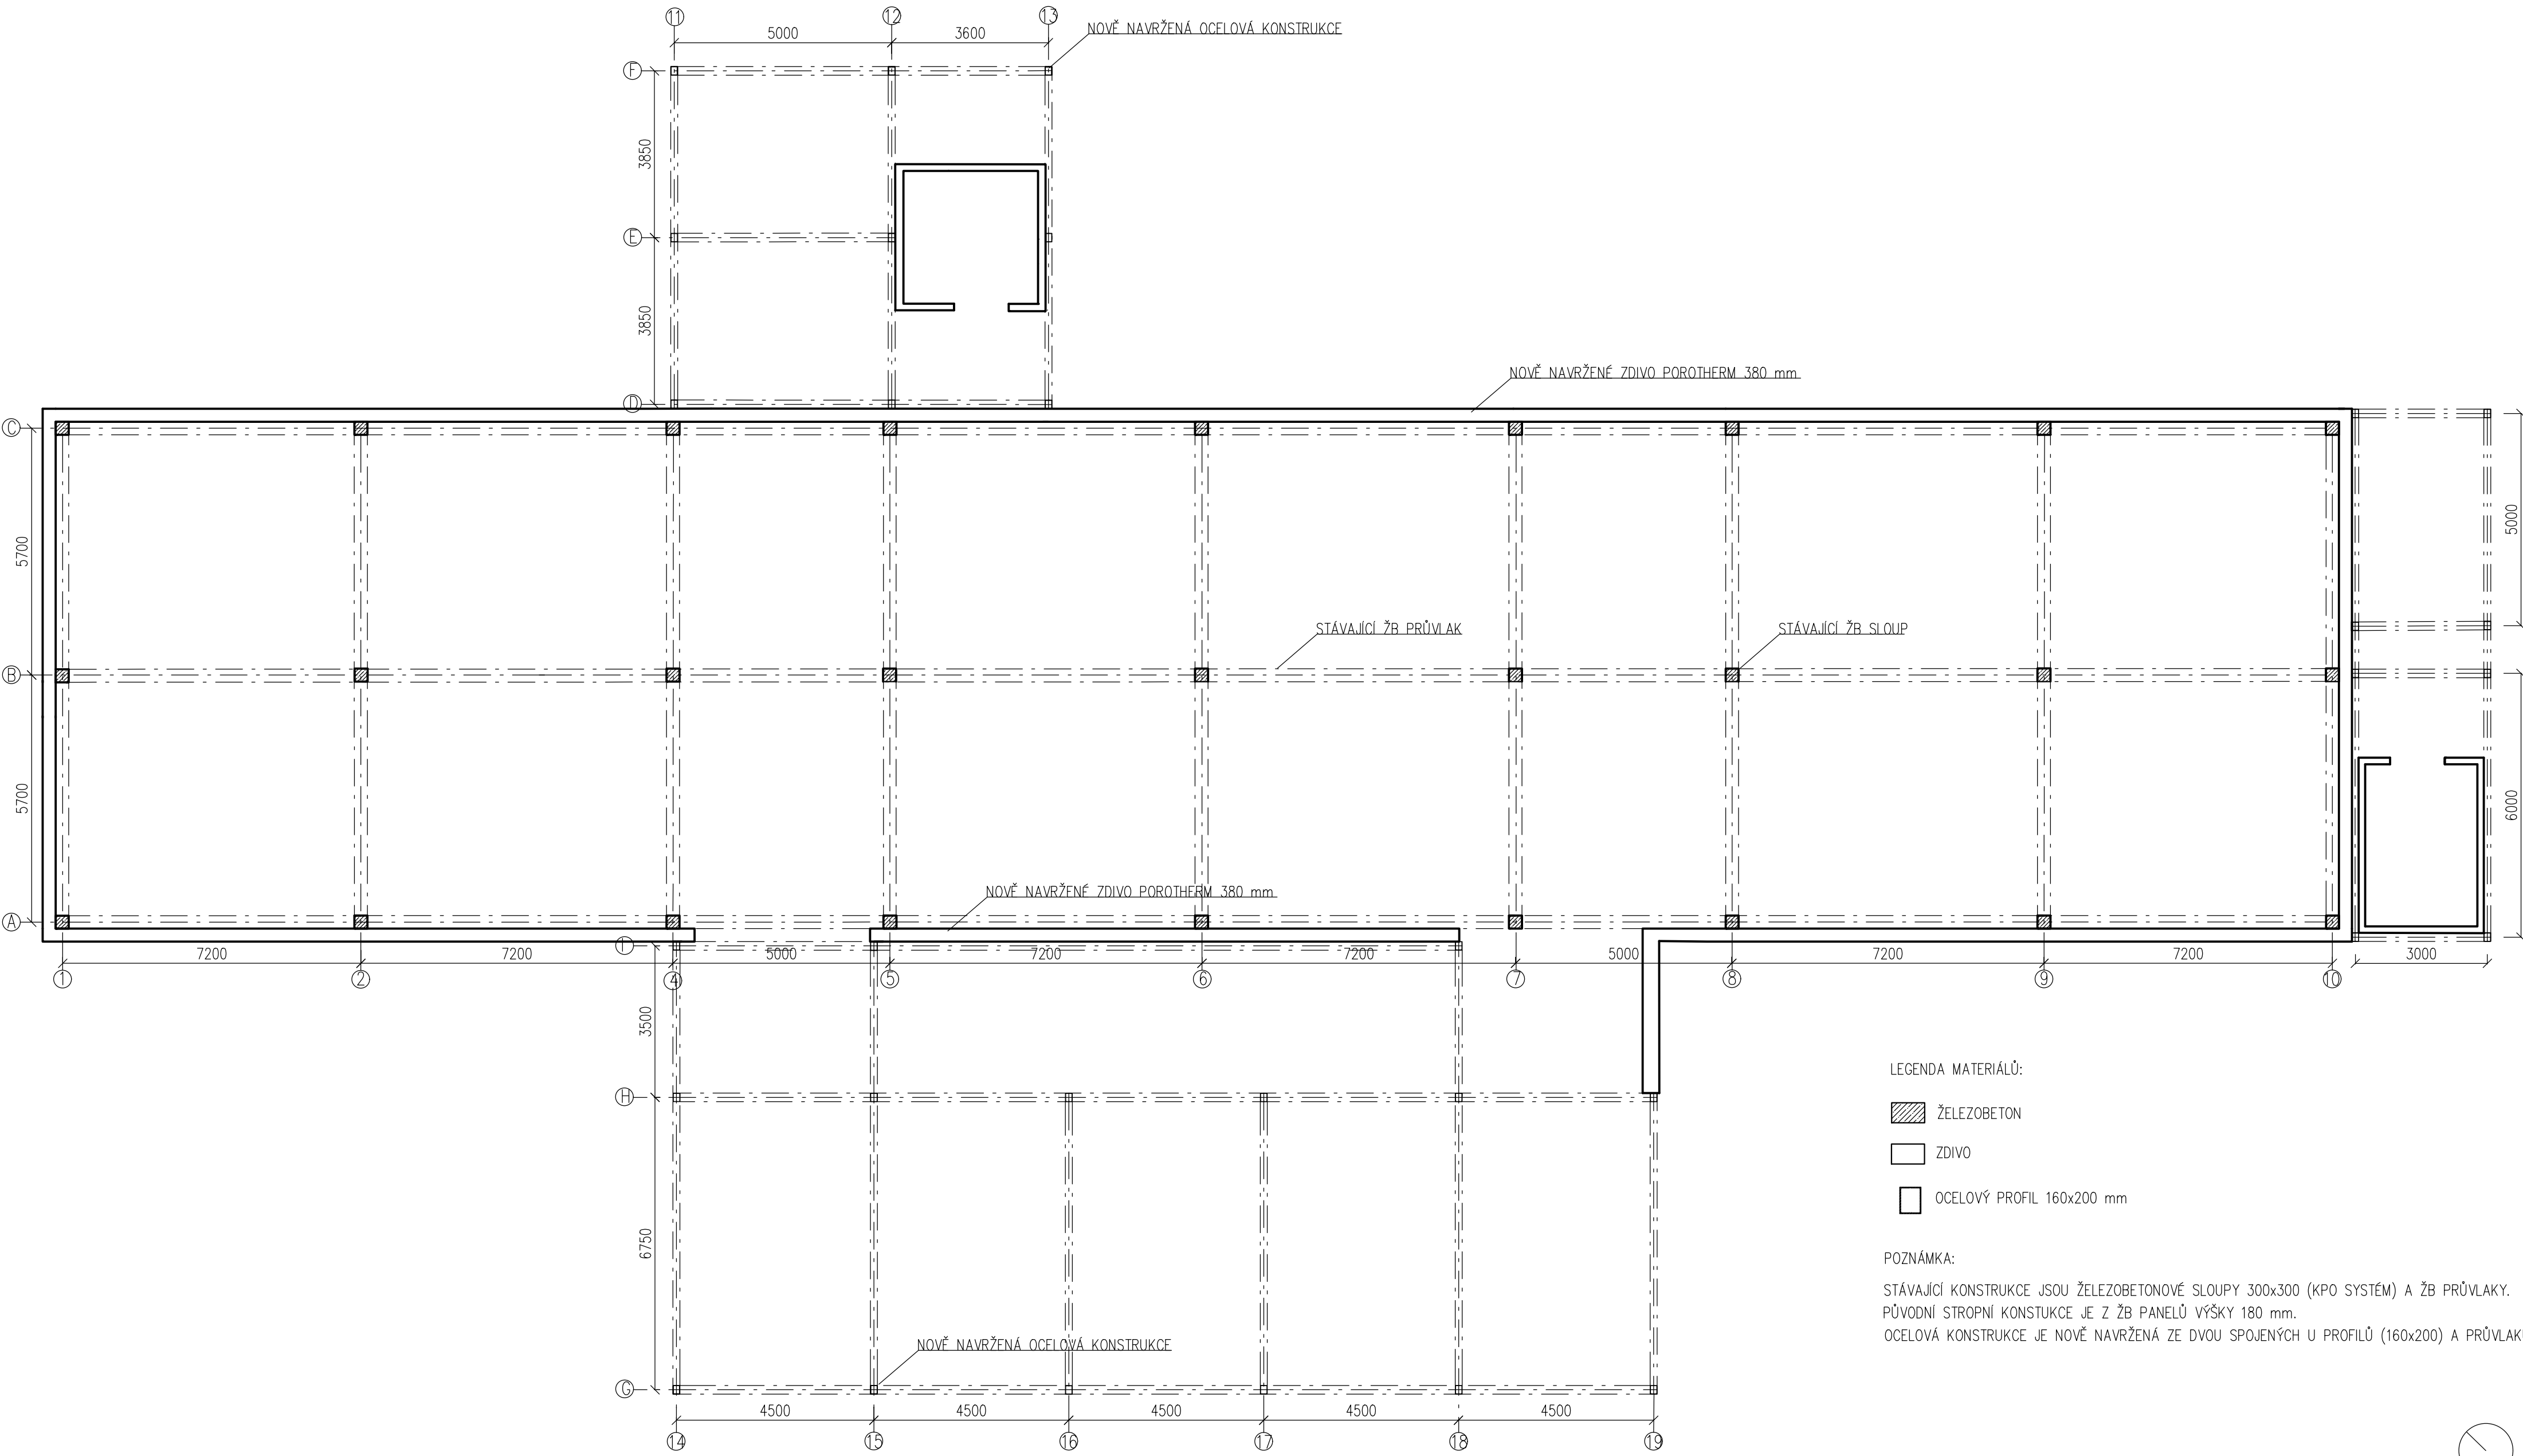 11 12 13
5000 3600
NOVĚ NAVRŽENÁ OCELOVÁ KONSTRUKCE
F
3850
E
3850
D
NOVĚ NAVRŽENÉ ZDIVO POROTHERM 380 mm
C
5700
5000
STÁVAJÍCÍ ŽB PRŮVLAK
STÁVAJÍCÍ ŽB SLOUP
B
5700
6000
NOVĚ NAVRŽENÉ ZDIVO POROTHERM 380 mm
A
I
7200 7200 5000 7200 7200 5000 7200 7200 3000
1 2 4 5 6 7 8 9 10
3500
H
6750
LEGENDA MATERIÁLŮ:
ŽELEZOBETON
ZDIVO
OCELOVÝ PROFIL 160x200 mm
POZNÁMKA:
STÁVAJÍCÍ KONSTRUKCE JSOU ŽELEZOBETONOVÉ SLOUPY 300x300 (KPO SYSTÉM) A ŽB PRŮVLAKY.
PŮVODNÍ STROPNÍ KONSTUKCE JE Z ŽB PANELŮ VÝŠKY 180 mm.
OCELOVÁ KONSTRUKCE JE NOVĚ NAVRŽENÁ ZE DVOU SPOJENÝCH U PROFILŮ (160x200) A
NOVĚ NAVRŽENÁ OCELOVÁ KONSTRUKCE
G
4500 4500 4500 4500 4500
14 15 16 17 18 19